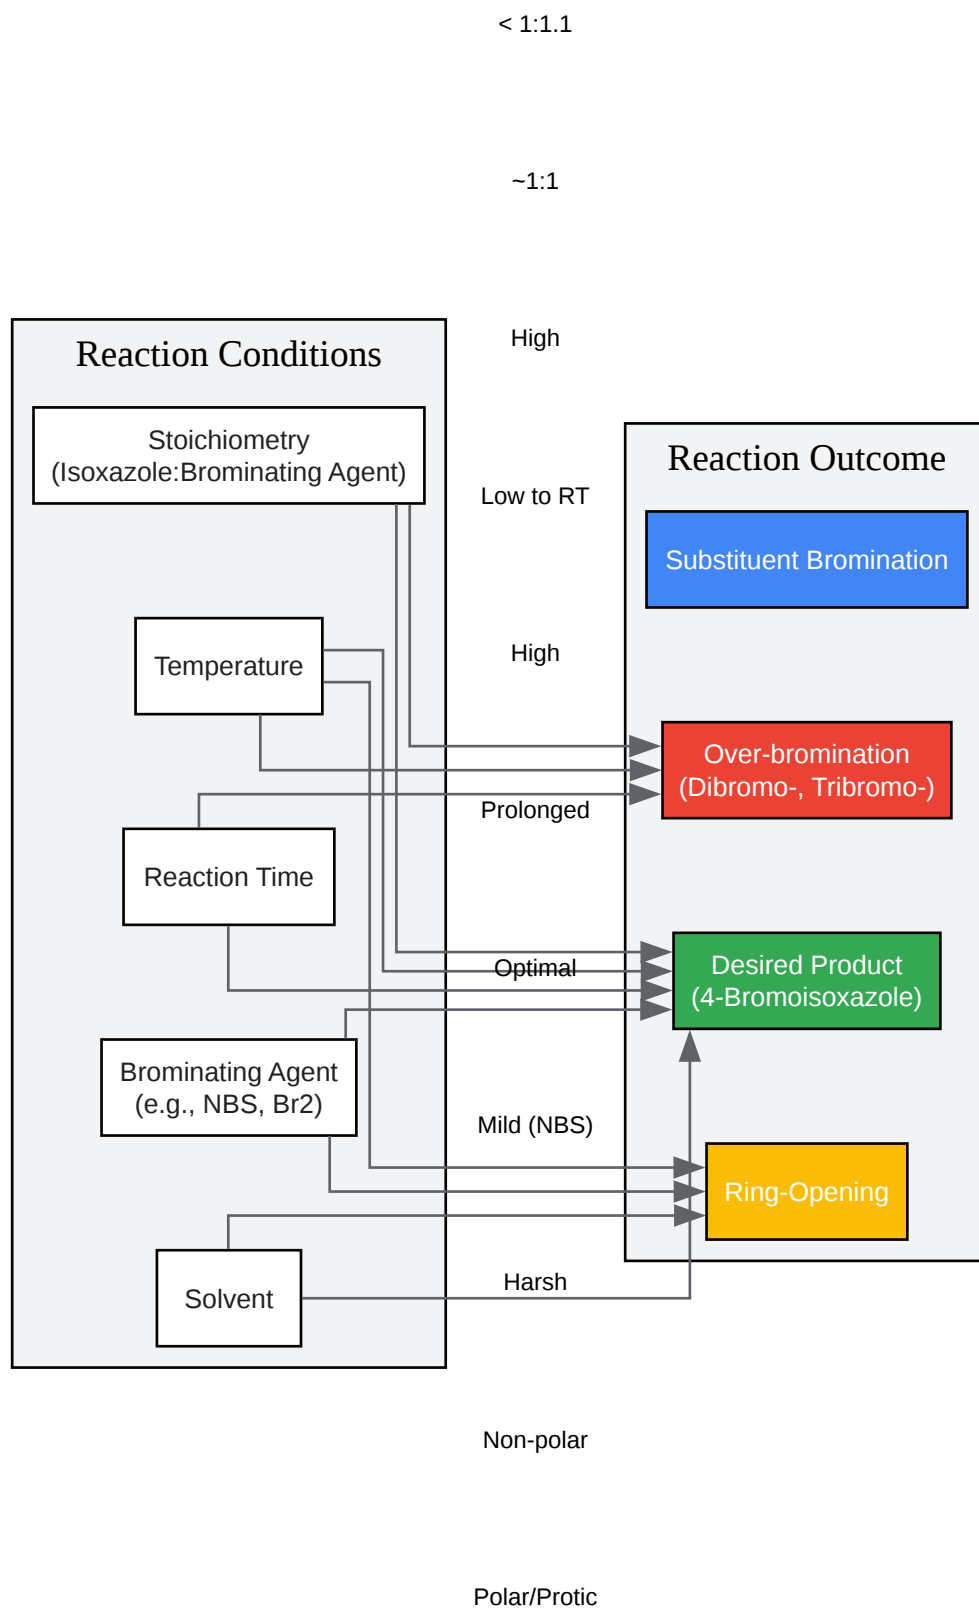 < 1:1.1
~1:1
High
Reaction Conditions
Stoichiometry
(Isoxazole:Brominating Agent)
Reaction Outcome
Low to RT
Substituent Bromination
High
Temperature
Over-bromination
(Dibromo-, Tribromo-)
Prolonged
Reaction Time
Optimal
Desired Product
(4-Bromoisoxazole)
Brominating Agent
(e.g., NBS, Br2)
Mild (NBS)
Ring-Opening
Harsh
Solvent
Non-polar
Polar/Protic